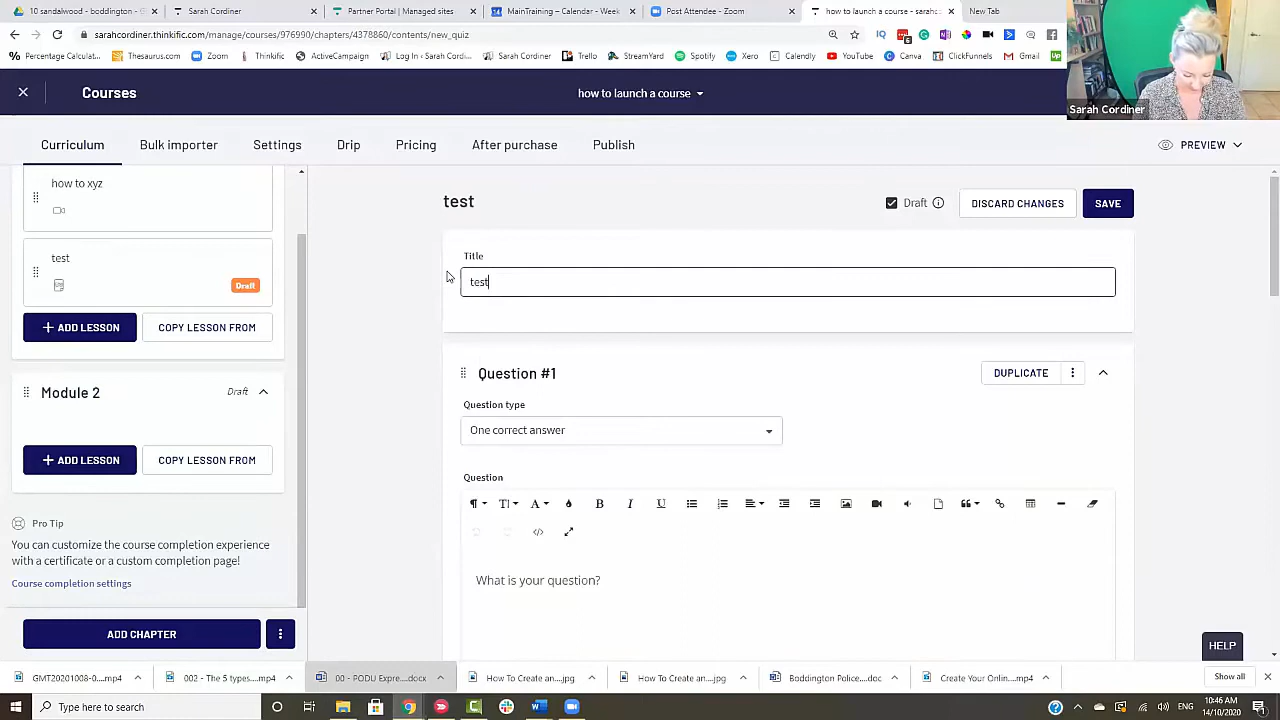 10 sandalwood - boddington - G
Sarah Cordiner
Partner Portal | Managed sites
MainTraining – Calendar - Week
Post Attendee - Zoom
how to launch a course - sarahc
New Tab
sarahcordiner.thinkific.com/manage/courses/976990/chapters/4378860/contents/new_quiz
Percentage Calculat...
thesaurus.com
Zoom
Thinkific
ActiveCampaign
Log In ‹ Sarah Cord...
Sarah Cordiner
Trello
StreamYard
Spotify
Xero
Calendly
YouTube
Canva
ClickFunnels
Gmail
Courses
how to launch a course
Sarah Cordiner
Curriculum
Bulk importer
Settings
Drip
Pricing
After purchase
Publish
PREVIEW
how to xyz
test
Draft
+ ADD LESSON
COPY LESSON FROM
Module 2
Draft
+ ADD LESSON
COPY LESSON FROM
Pro Tip
You can customize the course completion experience
with a certificate or a custom completion page!
Course completion settings
ADD CHAPTER
test
Draft
DISCARD CHANGES
SAVE
Title
test
Question #1
DUPLICATE
Question type
One correct answer
Question
What is your question?
HELP
GMT20201008-0....mp4
002 - The 5 types....mp4
00 - PODU Expre....docx
How To Create an....jpg
How To Create an....jpg
Boddington Police....doc
Create Your Onlin....mp4
Show all
Type here to search
10:46 AM
14/10/2020